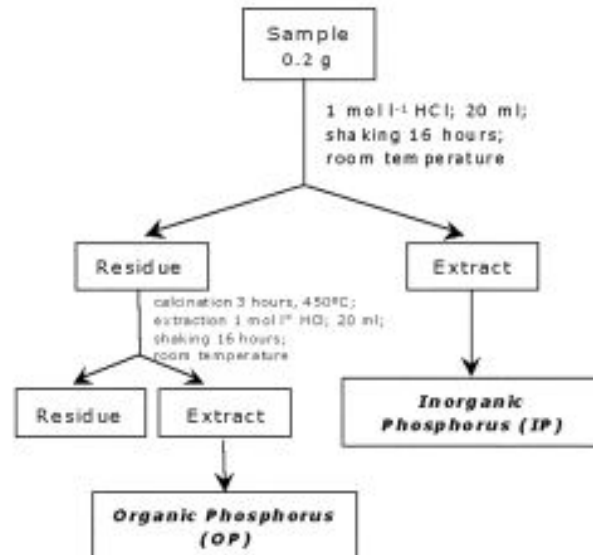 Sample
0.2 g
1 mol l⁻¹ HCl; 20 ml;
shaking 16 hours;
room temperature
Residue
Extract
calcination 3 hours, 450ºC;
extraction 1 mol l⁻¹ HCl; 20 ml;
shaking 16 hours;
room temperature
Residue
Extract
Inorganic
Phosphorus (IP)
Organic Phosphorus
(OP)